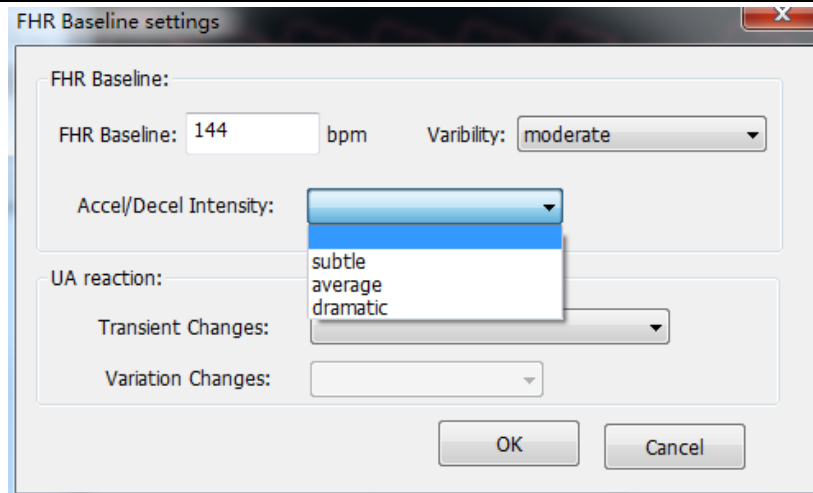 FHR Baseline settings
FHR Baseline:
FHR Baseline: 144 bpm Varibility: moderate
Accel/Decel Intensity:
subtle
average
dramatic
UA reaction:
Transient Changes:
Variation Changes:
OK Cancel